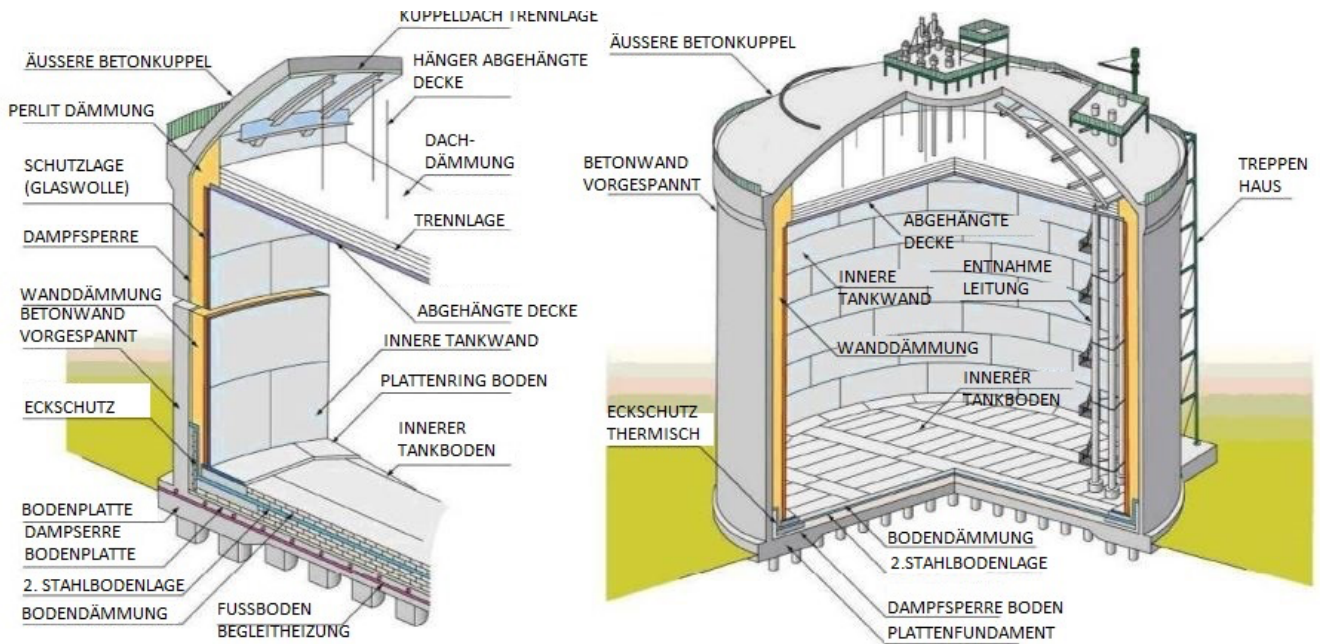 KUPPELDACH TRENNLAGE
ÄUSSERE BETONKUPPEL
HÄNGER ABGEHÄNGTE
DECKE
PERLIT DÄMMUNG
DACH-
DÄMMUNG
SCHUTZLAGE
(GLASWOLLE)
TRENNLAGE
DAMPFSPERRE
ABGEHÄNGTE DECKE
WANDDÄMMUNG
BETONWAND
VORGESPANNT
INNERE TANKWAND
PLATTENRING BODEN
ECKSCHUTZ
INNERER
TANKBODEN
BODENPLATTE
DAMPSERRE
BODENPLATTE
2. STAHLBODENLAGE
BODENDÄMMUNG
FUSSBODEN
BEGLEITHEIZUNG
ÄUSSERE BETONKUPPEL
BETONWAND
VORGESPANNT
TREPPEN
HAUS
ABGEHÄNGTE
DECKE
INNERE
TANKWAND
ENTNAHME
LEITUNG
WANDDÄMMUNG
INNERER
TANKBODEN
ECKSCHUTZ
THERMISCH
BODENDÄMMUNG
2.STAHLBODENLAGE
DAMPFSPERRE BODEN
PLATTENFUNDAMENT